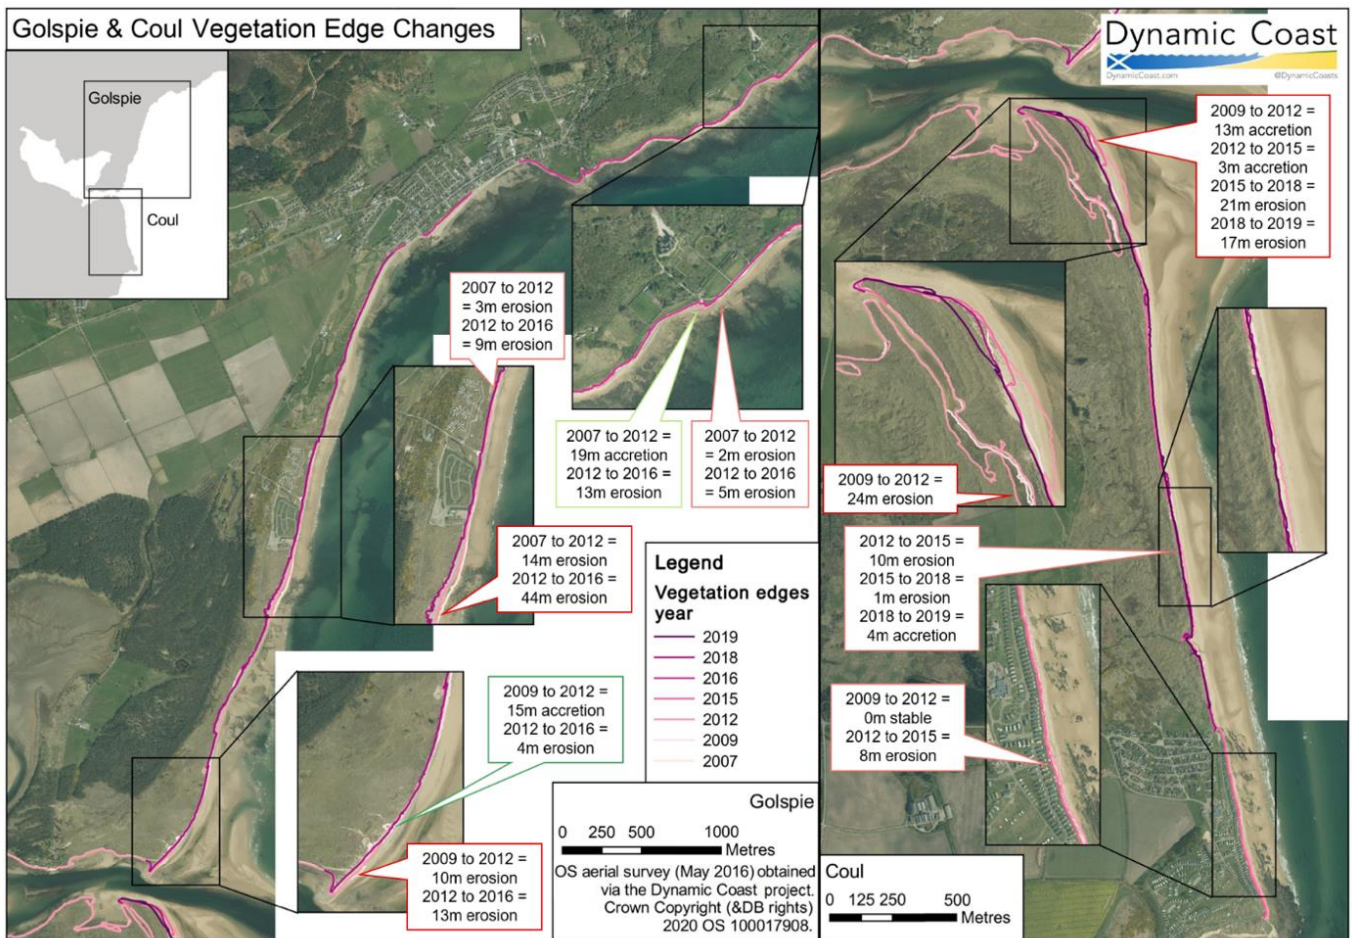 Golspie & Coul Vegetation Edge Changes
Golspie
Coul
2007 to 2012
= 3m erosion
2012 to 2016
= 9m erosion
2007 to 2012 =
19m accretion
2012 to 2016 =
13m erosion
2007 to 2012
= 2m erosion
2012 to 2016
= 5m erosion
2007 to 2012 =
14m erosion
2012 to 2016 =
44m erosion
2009 to 2012 =
15m accretion
2012 to 2016 =
4m erosion
2009 to 2012 =
10m erosion
2012 to 2016 =
13m erosion
Legend
Vegetation edges
year
2019
2018
2016
2015
2012
2009
2007
Golspie
0 250 500 1000
Metres
OS aerial survey (May 2016) obtained
via the Dynamic Coast project.
Crown Copyright (&DB rights)
2020 OS 100017908.
Dynamic Coast
DynamicCoast.com @DynamicCoasts
2009 to 2012 =
13m accretion
2012 to 2015 =
3m accretion
2015 to 2018 =
21m erosion
2018 to 2019 =
17m erosion
2009 to 2012 =
24m erosion
2012 to 2015 =
10m erosion
2015 to 2018 =
1m erosion
2018 to 2019 =
4m accretion
2009 to 2012 =
0m stable
2012 to 2015 =
8m erosion
Coul
0 125 250 500
Metres